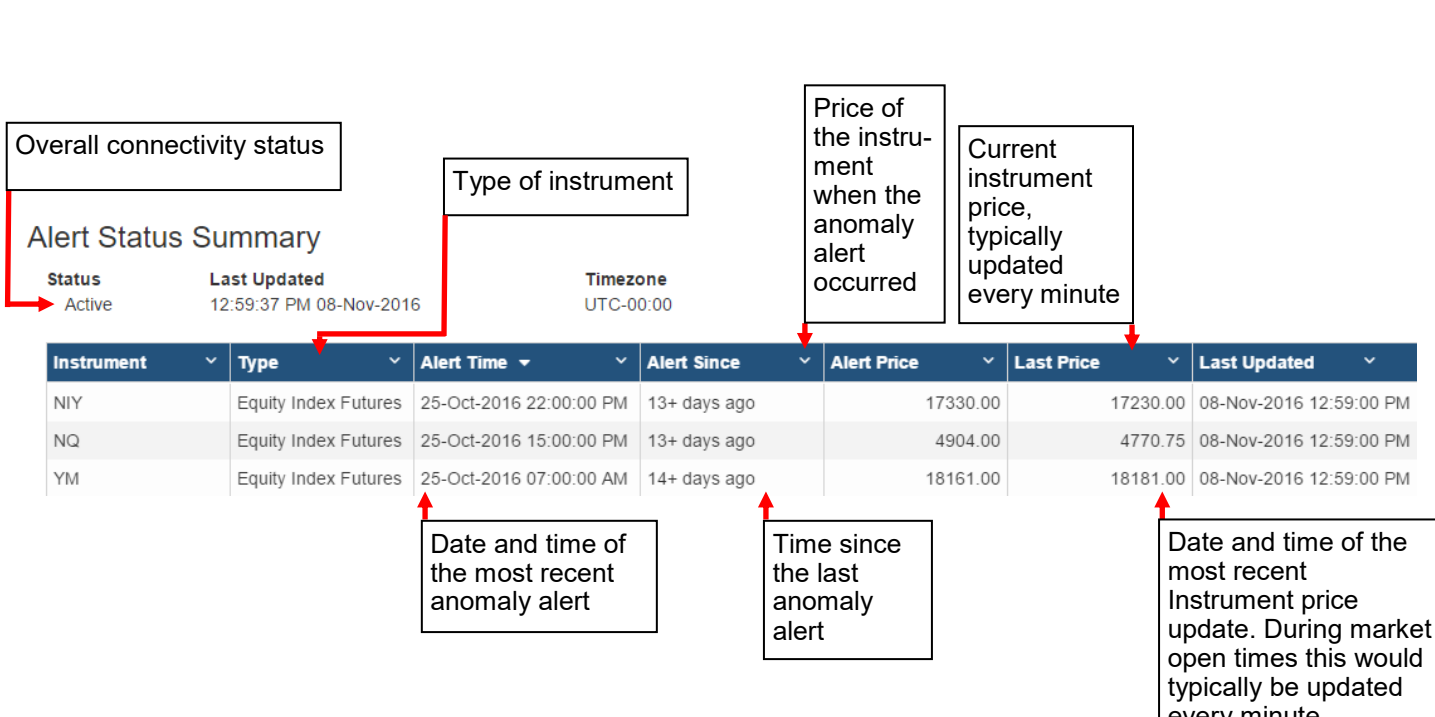 Price of
the instru-
ment
when the
anomaly
alert
occurred
Overall connectivity status
Current
instrument
price,
typically
updated
every minute
Type of instrument
Alert Status Summary
Status Last Updated Timezone
Active 12:59:37 PM 08-Nov-2016 UTC-00:00
Instrument Type Alert Time Alert Since Alert Price Last Price Last Updated
NIY Equity Index Futures 25-Oct-2016 22:00:00 PM 13+ days ago 17330.00 17230.00 08-Nov-2016 12:59:00 PM
NQ Equity Index Futures 25-Oct-2016 15:00:00 PM 13+ days ago 4904.00 4770.75 08-Nov-2016 12:59:00 PM
YM Equity Index Futures 25-Oct-2016 07:00:00 AM 14+ days ago 18161.00 18181.00 08-Nov-2016 12:59:00 PM
Date and time of
the most recent
anomaly alert
Time since
the last
anomaly
alert
Date and time of the
most recent
Instrument price
update. During market
open times this would
typically be updated
every minute